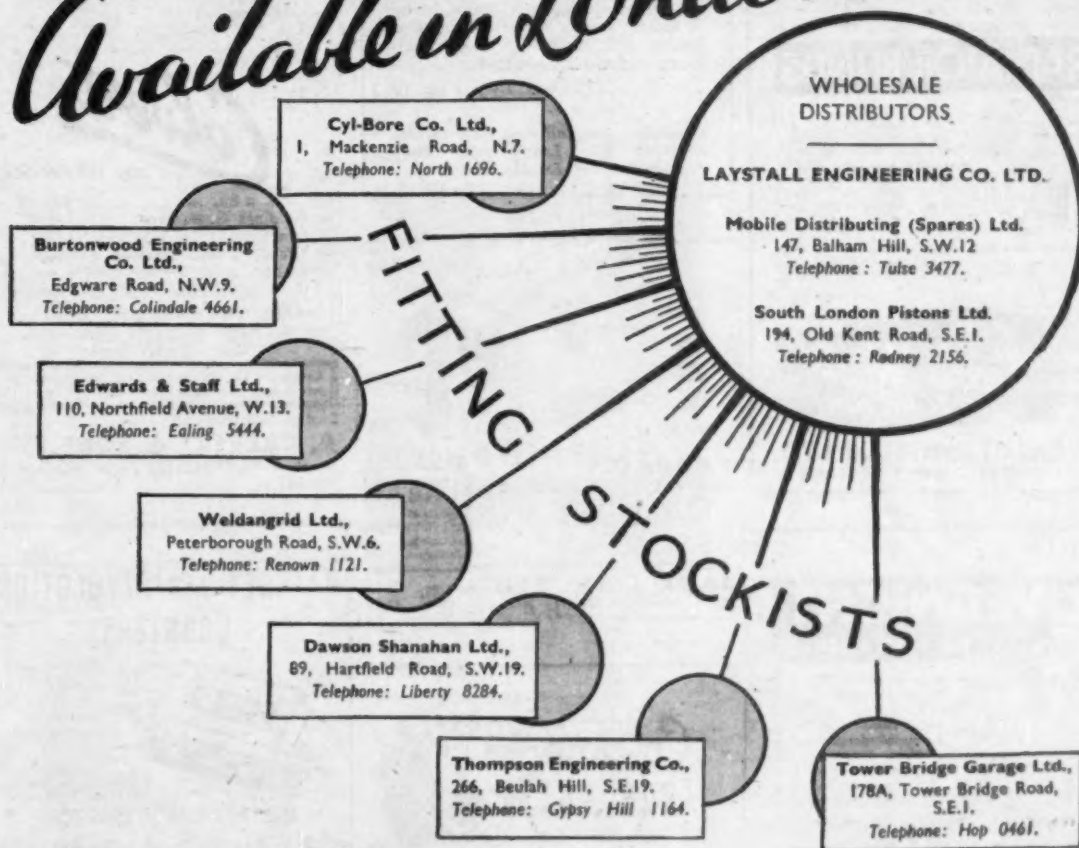 Available in London
WHOLESALE
DISTRIBUTORS
LAYSTALL ENGINEERING CO. LTD.
Mobile Distributing (Spares) Ltd.
147, Balham Hill, S.W.12
Telephone : Tulse 3477.
South London Pistons Ltd.
194, Old Kent Road, S.E.1.
Telephone : Rodney 2156.
FITTING
STOCKISTS
Cyl-Bore Co. Ltd.,
1, Mackenzie Road, N.7.
Telephone: North 1696.
Burtonwood Engineering
Co. Ltd.,
Edgware Road, N.W.9.
Telephone: Colindale 4661.
Edwards & Staff Ltd.,
110, Northfield Avenue, W.13.
Telephone: Ealing 5444.
Weldangrid Ltd.,
Peterborough Road, S.W.6.
Telephone: Renown 1121.
Dawson Shanahan Ltd.,
89, Hartfield Road, S.W.19.
Telephone: Liberty 8284.
Thompson Engineering Co.,
266, Beulah Hill, S.E.19.
Telephone: Gypsy Hill 1164.
Tower Bridge Garage Ltd.,
178A, Tower Bridge Road,
S.E.1.
Telephone: Hop 0461.